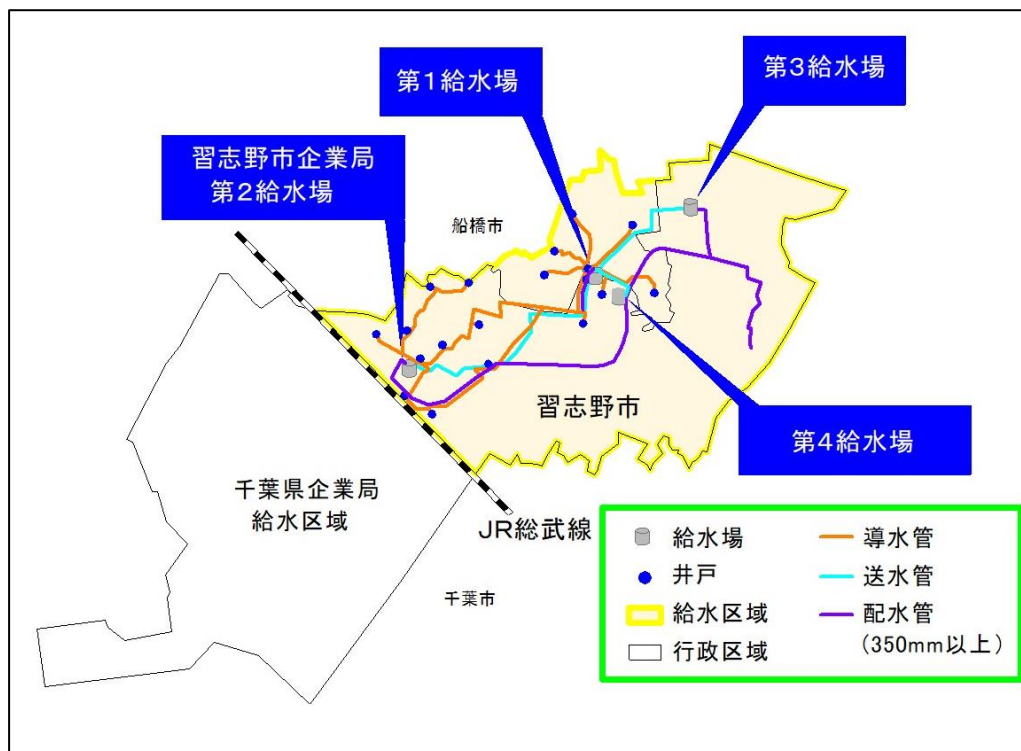 第1給水場
第3給水場
習志野市企業局
第2給水場
船橋市
習志野市
第4給水場
千葉県企業局
給水区域
JR総武線
千葉市
給水場
井戸
給水区域
行政区域
導水管
送水管
配水管
(350mm以上)